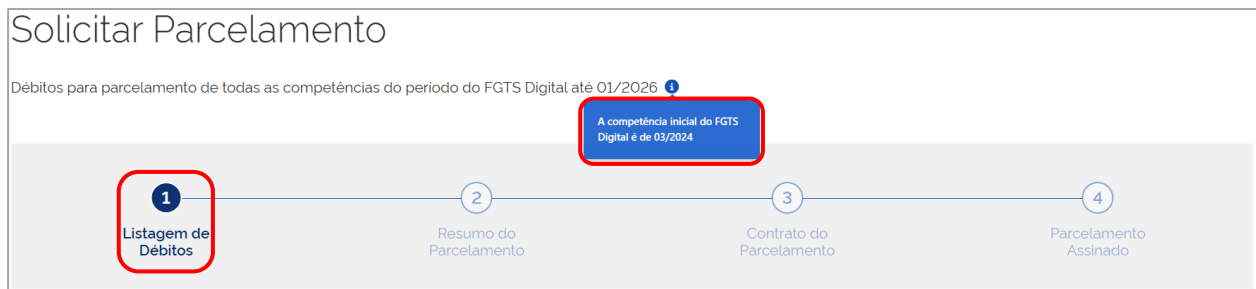 Solicitar Parcelamento
Débitos para parcelamento de todas as competências do período do FGTS Digital até 01/2026 i
A competência inicial do FGTS
Digital é de 03/2024
1
2
3
4
Listagem de
Débitos
Resumo do
Parcelamento
Contrato do
Parcelamento
Parcelamento
Assinado